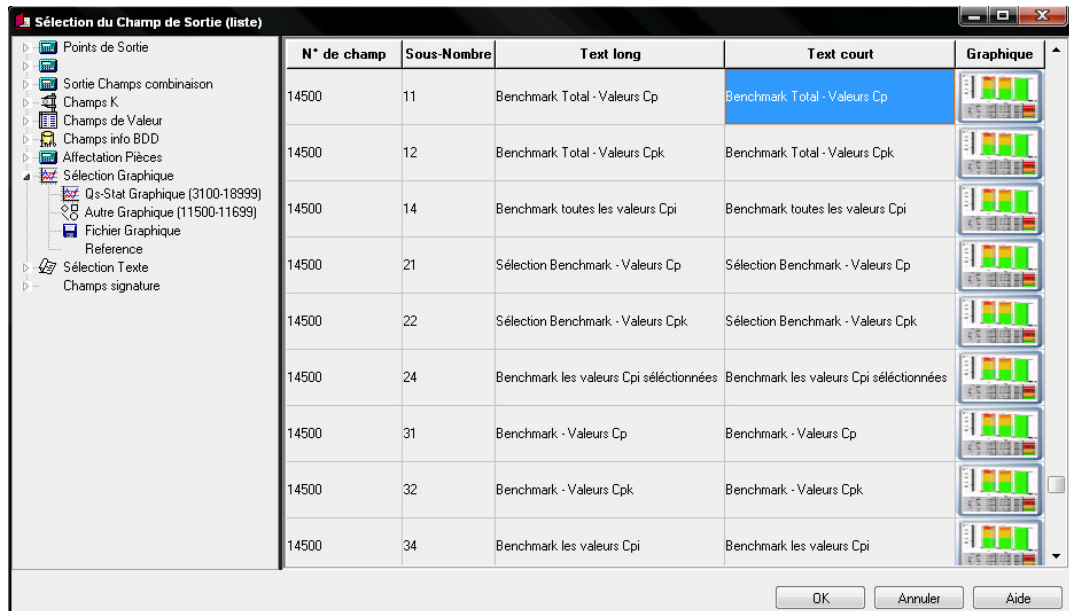 Sélection du Champ de Sortie (liste)
Points de Sortie
Sortie Champs combinaison
Champs K
Champs de Valeur
Champs info BDD
Affectation Pièces
Sélection Graphique
Qs-Stat Graphique (3100-18999)
Autre Graphique (11500-11699)
Fichier Graphique
Reference
Sélection Texte
Champs signature
N° de champ Sous-Nombre Text long Text court Graphique
14500 11 Benchmark Total - Valeurs Cp Benchmark Total - Valeurs Cp
14500 12 Benchmark Total - Valeurs Cpk Benchmark Total - Valeurs Cpk
14500 14 Benchmark toutes les valeurs Cpi Benchmark toutes les valeurs Cpi
14500 21 Sélection Benchmark - Valeurs Cp Sélection Benchmark - Valeurs Cp
14500 22 Sélection Benchmark - Valeurs Cpk Sélection Benchmark - Valeurs Cpk
14500 24 Benchmark les valeurs Cpi séléctionnées Benchmark les valeurs Cpi séléctionnées
14500 31 Benchmark - Valeurs Cp Benchmark - Valeurs Cp
14500 32 Benchmark - Valeurs Cpk Benchmark - Valeurs Cpk
14500 34 Benchmark les valeurs Cpi Benchmark les valeurs Cpi
OK Annuler Aide